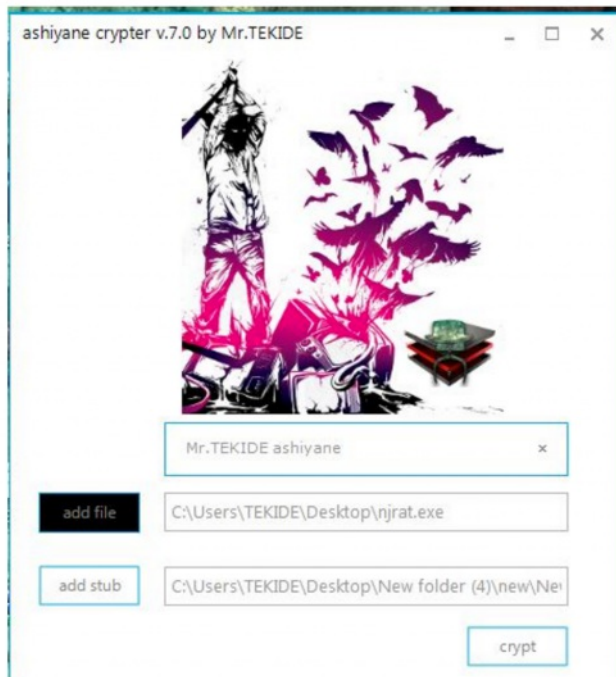 ashiyane crypter v.7.0 by Mr.TEKIDE
Mr.TEKIDE ashiyane
add file
C:\Users\TEKIDE\Desktop\njrat.exe
add stub
C:\Users\TEKIDE\Desktop\New folder (4)\new\Nev
crypt